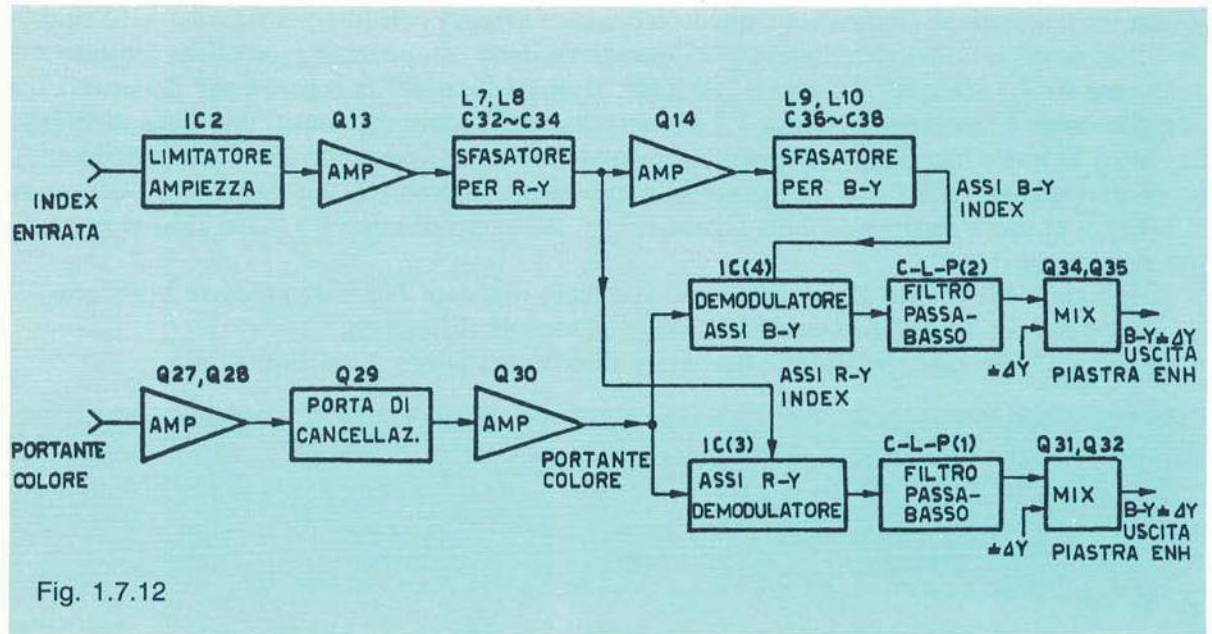 L7, L8
L9, L10
IC2
Q13
C32~C34
Q14
C36~C38
LIMITATORE
AMPIEZZA
AMP
SFASATORE
PER R-Y
AMP
SFASATORE
PER B-Y
INDEX
ENTRATA
ASSI B-Y
INDEX
IC(4)
C-L-P(2)
Q34,Q35
DEMODULATORE
ASSI B-Y
FILTRO
PASSA-
BASSO
MIX
±ΔY
B-Y±ΔY
USCITA
PIASTRA ENH
ASSI R-Y
INDEX
Q27,Q28
Q29
Q30
AMP
PORTA DI
CANCELLAZ.
AMP
PORTANTE
COLORE
PORTANTE
COLORE
IC(3)
C-L-P(1)
Q31,Q32
ASSI R-Y
DEMODULATORE
FILTRO
PASSA-
BASSO
MIX
±ΔY
B-Y±ΔY
USCITA
PIASTRA ENH
Fig. 1.7.12